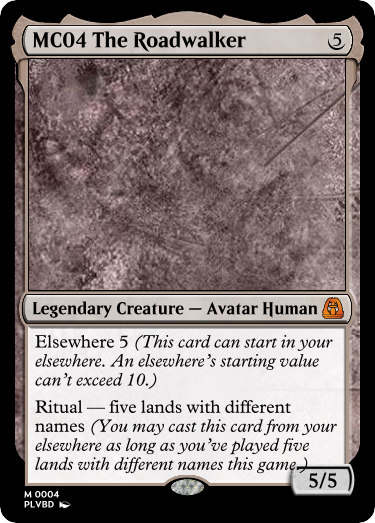 MC04 The Roadwalker 5
Legendary Creature — Avatar Human
Elsewhere 5 (This card can start in your
elsewhere. An elsewhere's starting value
can't exceed 10.)
Ritual — five lands with different
names (You may cast this card from your
elsewhere as long as you've played five
lands with different names this game.)
5/5
M 0004
PLVBD